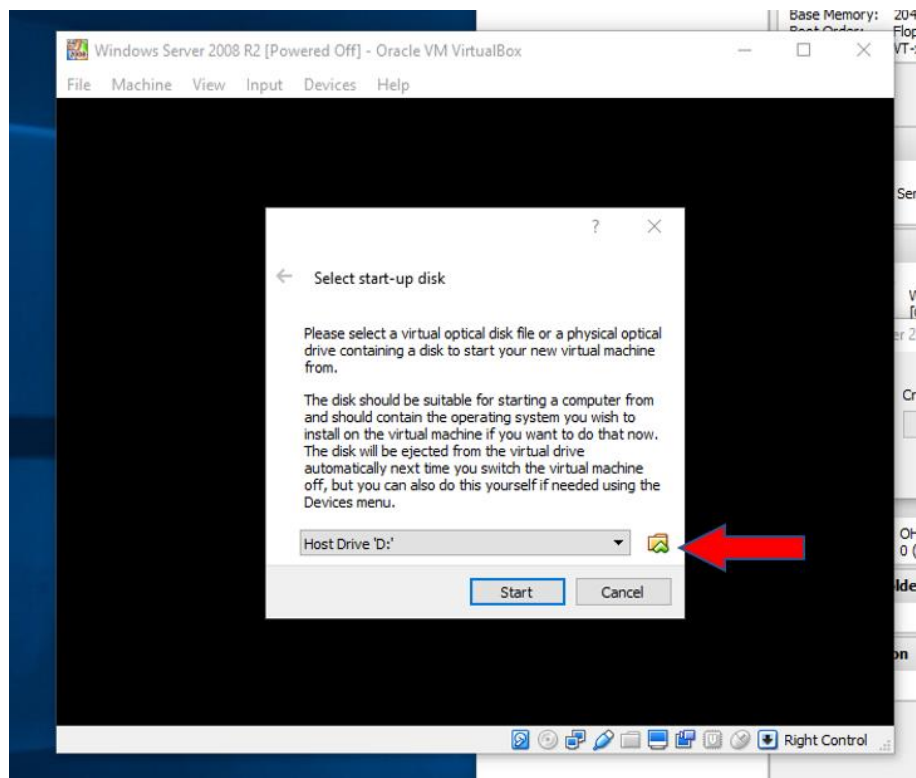 Base Memory: 204
Windows Server 2008 R2 [Powered Off] - Oracle VM VirtualBox
File Machine View Input Devices Help
?
Select start-up disk
Please select a virtual optical disk file or a physical optical
drive containing a disk to start your new virtual machine
from.
The disk should be suitable for starting a computer from
and should contain the operating system you wish to
install on the virtual machine if you want to do that now.
The disk will be ejected from the virtual drive
automatically next time you switch the virtual machine
off, but you can also do this yourself if needed using the
Devices menu.
Host Drive 'D:'
Start Cancel
Right Control